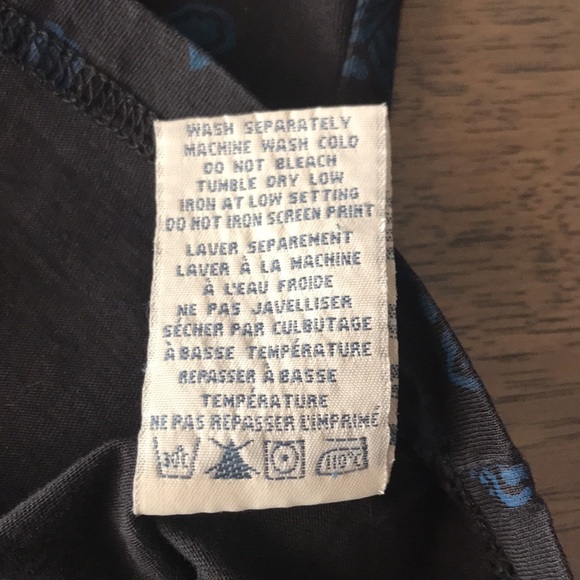 WASH SEPARATELY
MACHINE WASH COLD
DO NOT BLEACH
TUMBLE DRY LOW
IRON AT LOW SETTING
DO NOT IRON SCREEN PRINT
LAVER SEPAREMENT
LAVER À LA MACHINE
À L'EAU FROIDE
NE PAS JAVELLISER
SÉCHER PAR CULBUTAGE
À BASSE TEMPÉRATURE
REPASSER À BASSE
TEMPÉRATURE
NE PAS REPASSER L'IMPRIMÉ